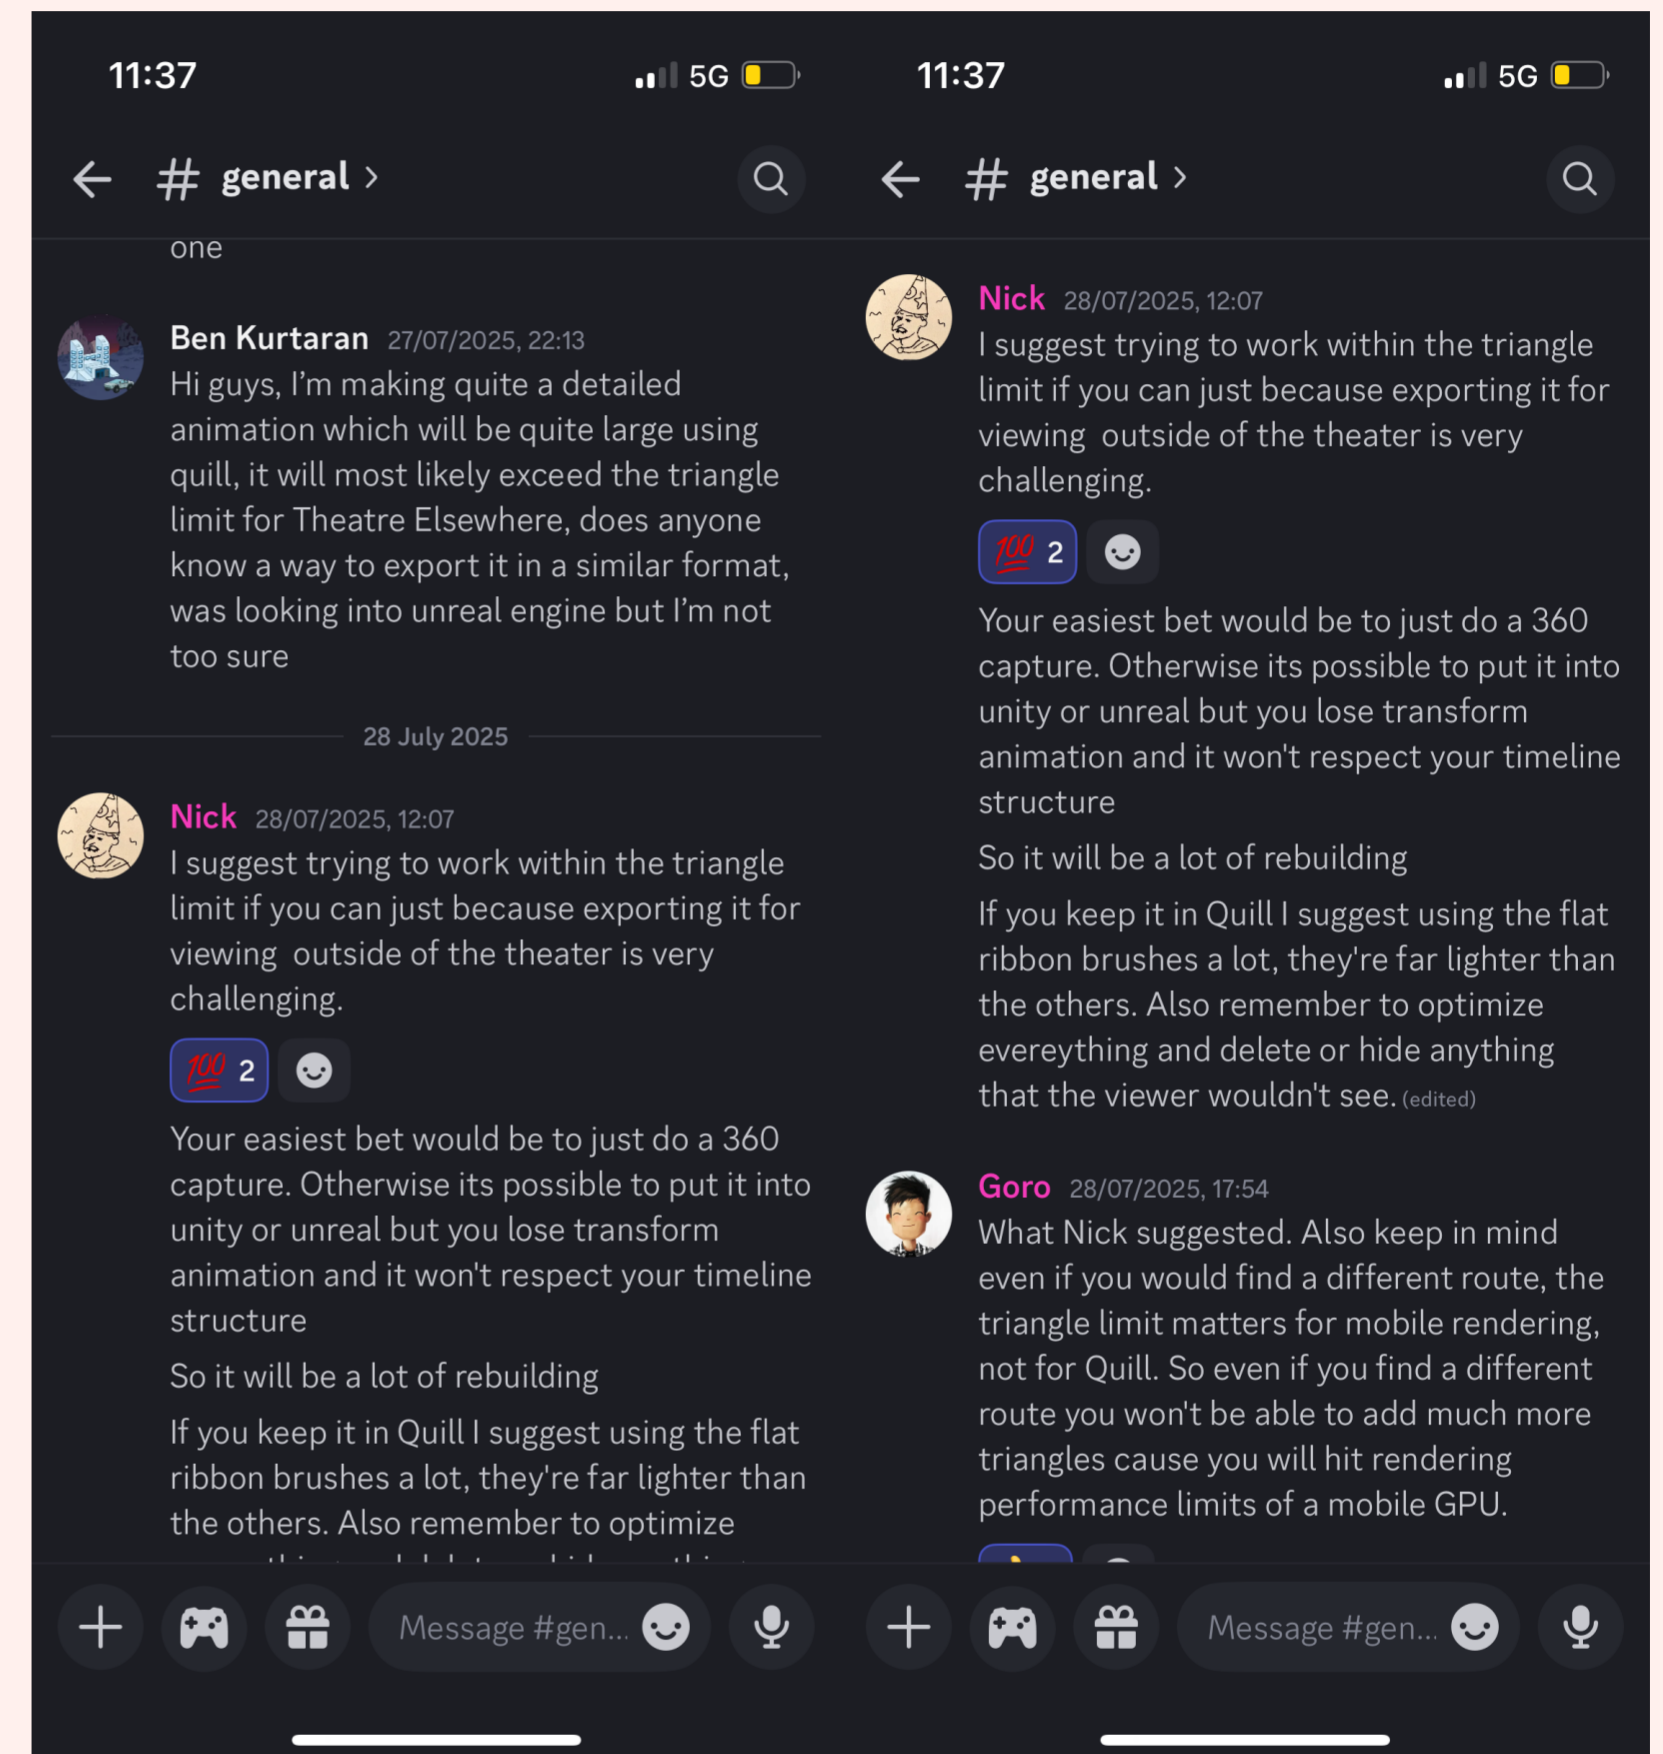 11:37
5G
# general >
one
Ben Kurtaran 27/07/2025, 22:13
Hi guys, I’m making quite a detailed
animation which will be quite large using
quill, it will most likely exceed the triangle
limit for Theatre Elsewhere, does anyone
know a way to export it in a similar format,
was looking into unreal engine but I’m not
too sure
28 July 2025
Nick 28/07/2025, 12:07
I suggest trying to work within the triangle
limit if you can just because exporting it for
viewing  outside of the theater is very
challenging.
💯 2
Your easiest bet would be to just do a 360
capture. Otherwise its possible to put it into
unity or unreal but you lose transform
animation and it won't respect your timeline
structure
So it will be a lot of rebuilding
If you keep it in Quill I suggest using the flat
ribbon brushes a lot, they're far lighter than
the others. Also remember to optimize
Message #gen...
11:37
5G
# general >
Nick 28/07/2025, 12:07
I suggest trying to work within the triangle
limit if you can just because exporting it for
viewing  outside of the theater is very
challenging.
💯 2
Your easiest bet would be to just do a 360
capture. Otherwise its possible to put it into
unity or unreal but you lose transform
animation and it won't respect your timeline
structure
So it will be a lot of rebuilding
If you keep it in Quill I suggest using the flat
ribbon brushes a lot, they're far lighter than
the others. Also remember to optimize
evereything and delete or hide anything
that the viewer wouldn't see. (edited)
Goro 28/07/2025, 17:54
What Nick suggested. Also keep in mind
even if you would find a different route, the
triangle limit matters for mobile rendering,
not for Quill. So even if you find a different
route you won't be able to add much more
triangles cause you will hit rendering
performance limits of a mobile GPU.
Message #gen...